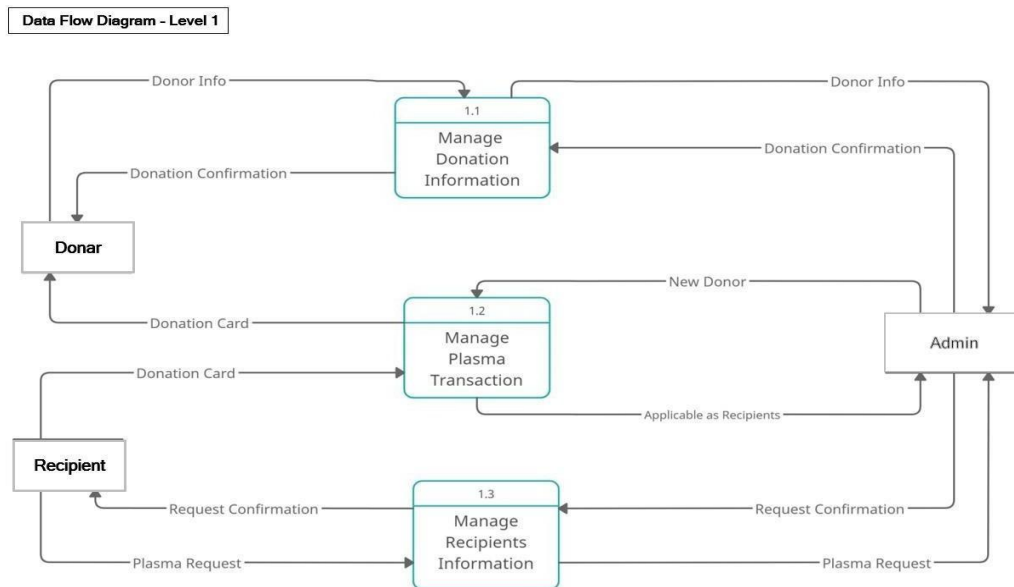 Data Flow Diagram - Level 1
Donor Info
Donor Info
1.1
Manage
Donation
Information
Donation Confirmation
Donation Confirmation
Donar
New Donor
1.2
Manage
Plasma
Transaction
Donation Card
Admin
Donation Card
Applicable as Recipients
Recipient
1.3
Manage
Recipients
Information
Request Confirmation
Request Confirmation
Plasma Request
Plasma Request